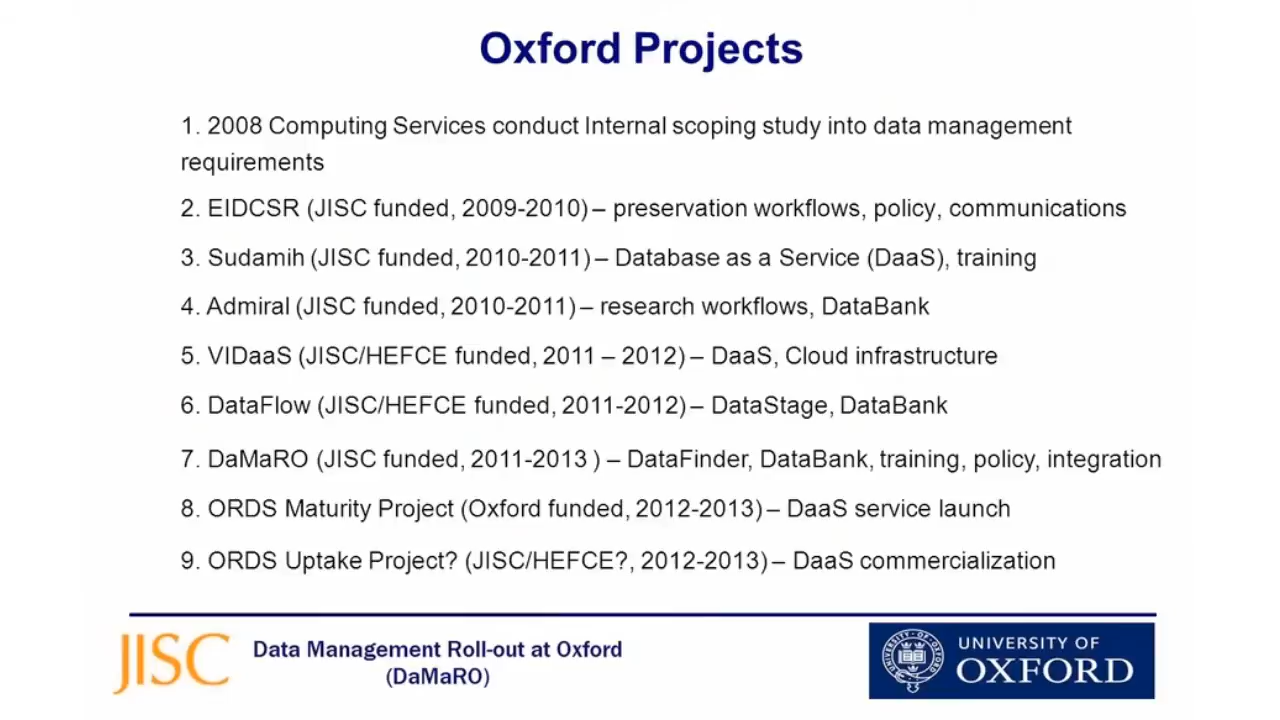 Oxford Projects
1. 2008 Computing Services conduct Internal scoping study into data management
requirements
2. EIDCSR (JISC funded, 2009-2010) – preservation workflows, policy, communications
3. Sudamih (JISC funded, 2010-2011) – Database as a Service (DaaS), training
4. Admiral (JISC funded, 2010-2011) – research workflows, DataBank
5. VIDaaS (JISC/HEFCE funded, 2011 – 2012) – DaaS, Cloud infrastructure
6. DataFlow (JISC/HEFCE funded, 2011-2012) – DataStage, DataBank
7. DaMaRO (JISC funded, 2011-2013 ) – DataFinder, DataBank, training, policy, integration
8. ORDS Maturity Project (Oxford funded, 2012-2013) – DaaS service launch
9. ORDS Uptake Project? (JISC/HEFCE?, 2012-2013) – DaaS commercialization
JISC
Data Management Roll-out at Oxford
(DaMaRO)
UNIVERSITY OF
OXFORD